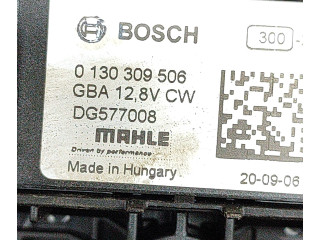 BOSCH
300
0 130 309 506
GBA 12,8V CW
DG577008
MAHLE
Driven by performance
Made in Hungary
20-09-06